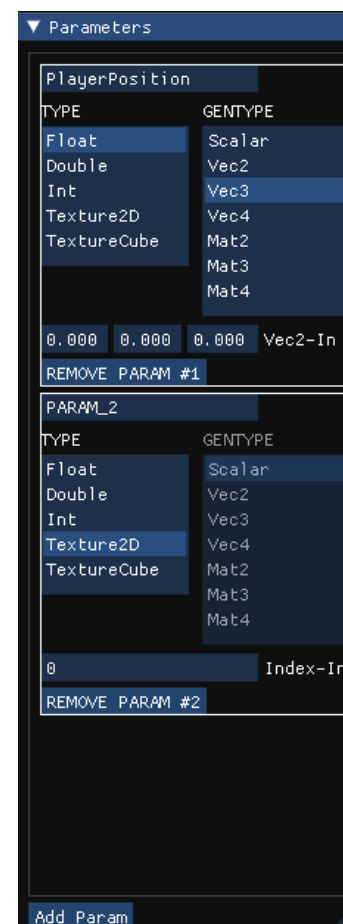 Parameters
PlayerPosition
TYPE GENTYPE
Float Scalar
Double Vec2
Int Vec3
Texture2D Vec4
TextureCube Mat2
Mat3
Mat4
0.000 0.000 0.000 Vec2-In
REMOVE PARAM #1
PARAM_2
TYPE GENTYPE
Float Scalar
Double Vec2
Int Vec3
Texture2D Vec4
TextureCube Mat2
Mat3
Mat4
0 Index-In
REMOVE PARAM #2
Add Param